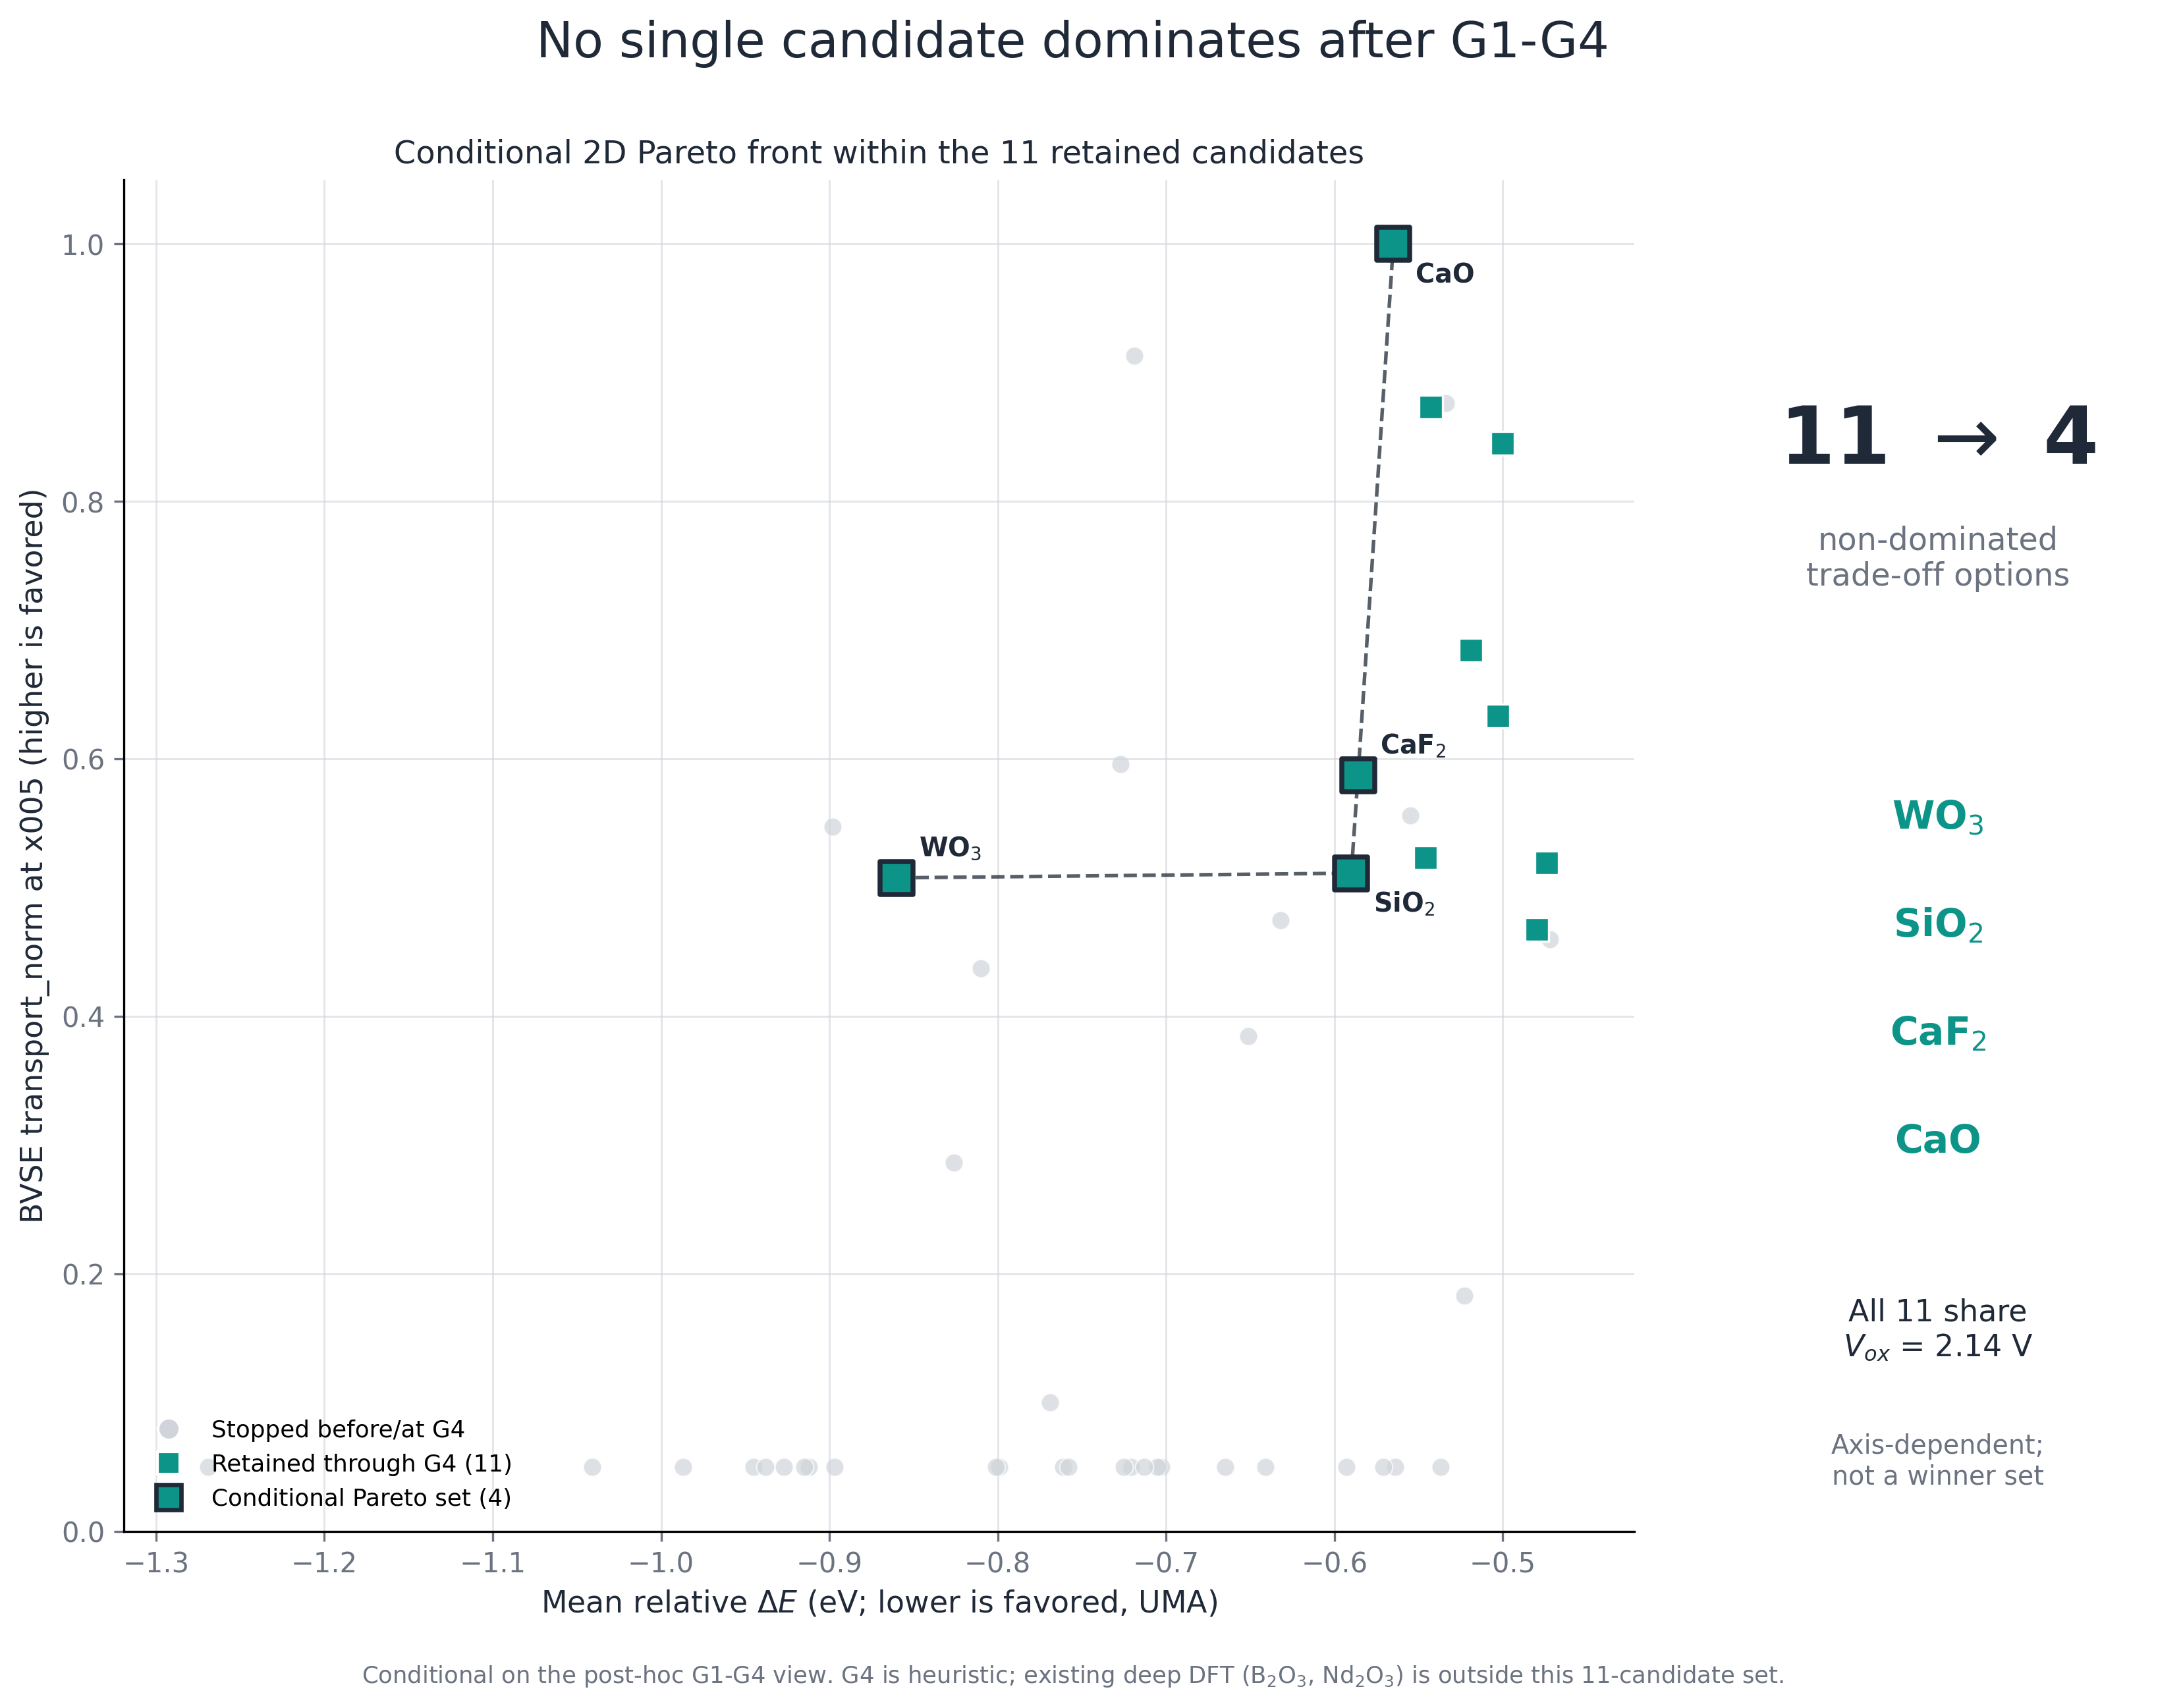 No single candidate dominates after G1-G4
Conditional 2D Pareto front within the 11 retained candidates
BVSE transport_norm at x005 (higher is favored)
1.0
0.8
0.6
0.4
0.2
0.0
CaO
CaF₂
WO₃
SiO₂
Stopped before/at G4
Retained through G4 (11)
Conditional Pareto set (4)
−1.3 −1.2 −1.1 −1.0 −0.9 −0.8 −0.7 −0.6 −0.5
Mean relative ΔE (eV; lower is favored, UMA)
11 → 4
non-dominated
trade-off options
WO₃
SiO₂
CaF₂
CaO
All 11 share
Vₒₓ = 2.14 V
Axis-dependent;
not a winner set
Conditional on the post-hoc G1-G4 view. G4 is heuristic; existing deep DFT (B₂O₃, Nd₂O₃) is outside this 11-candidate set.